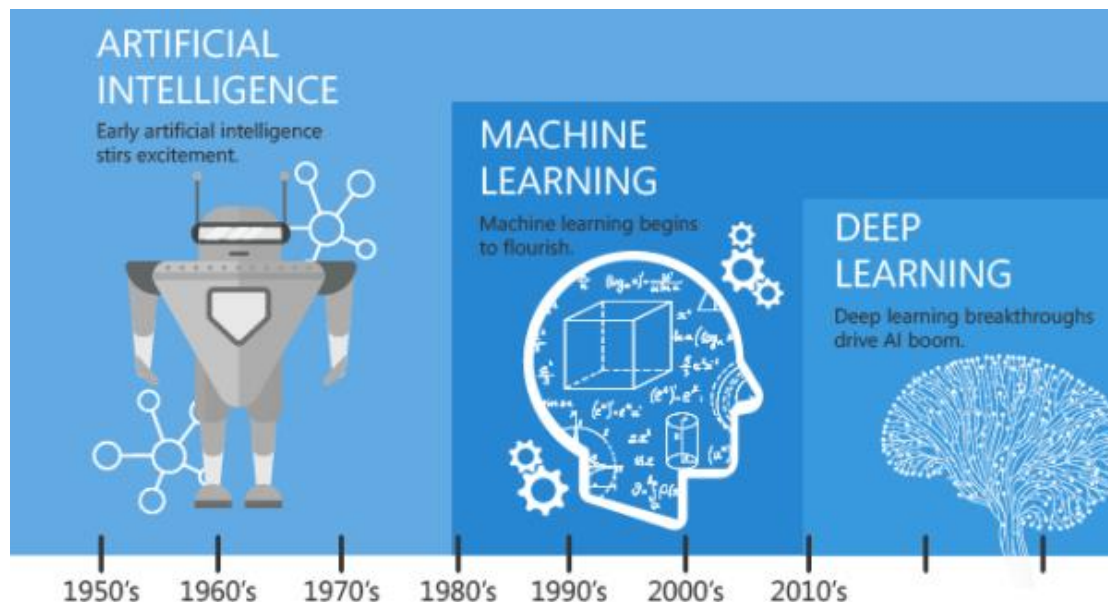 ARTIFICIAL
INTELLIGENCE
Early artificial intelligence
stirs excitement.
MACHINE
LEARNING
Machine learning begins
to flourish.
DEEP
LEARNING
Deep learning breakthroughs
drive AI boom.
1950's 1960's 1970's 1980's 1990's 2000's 2010's